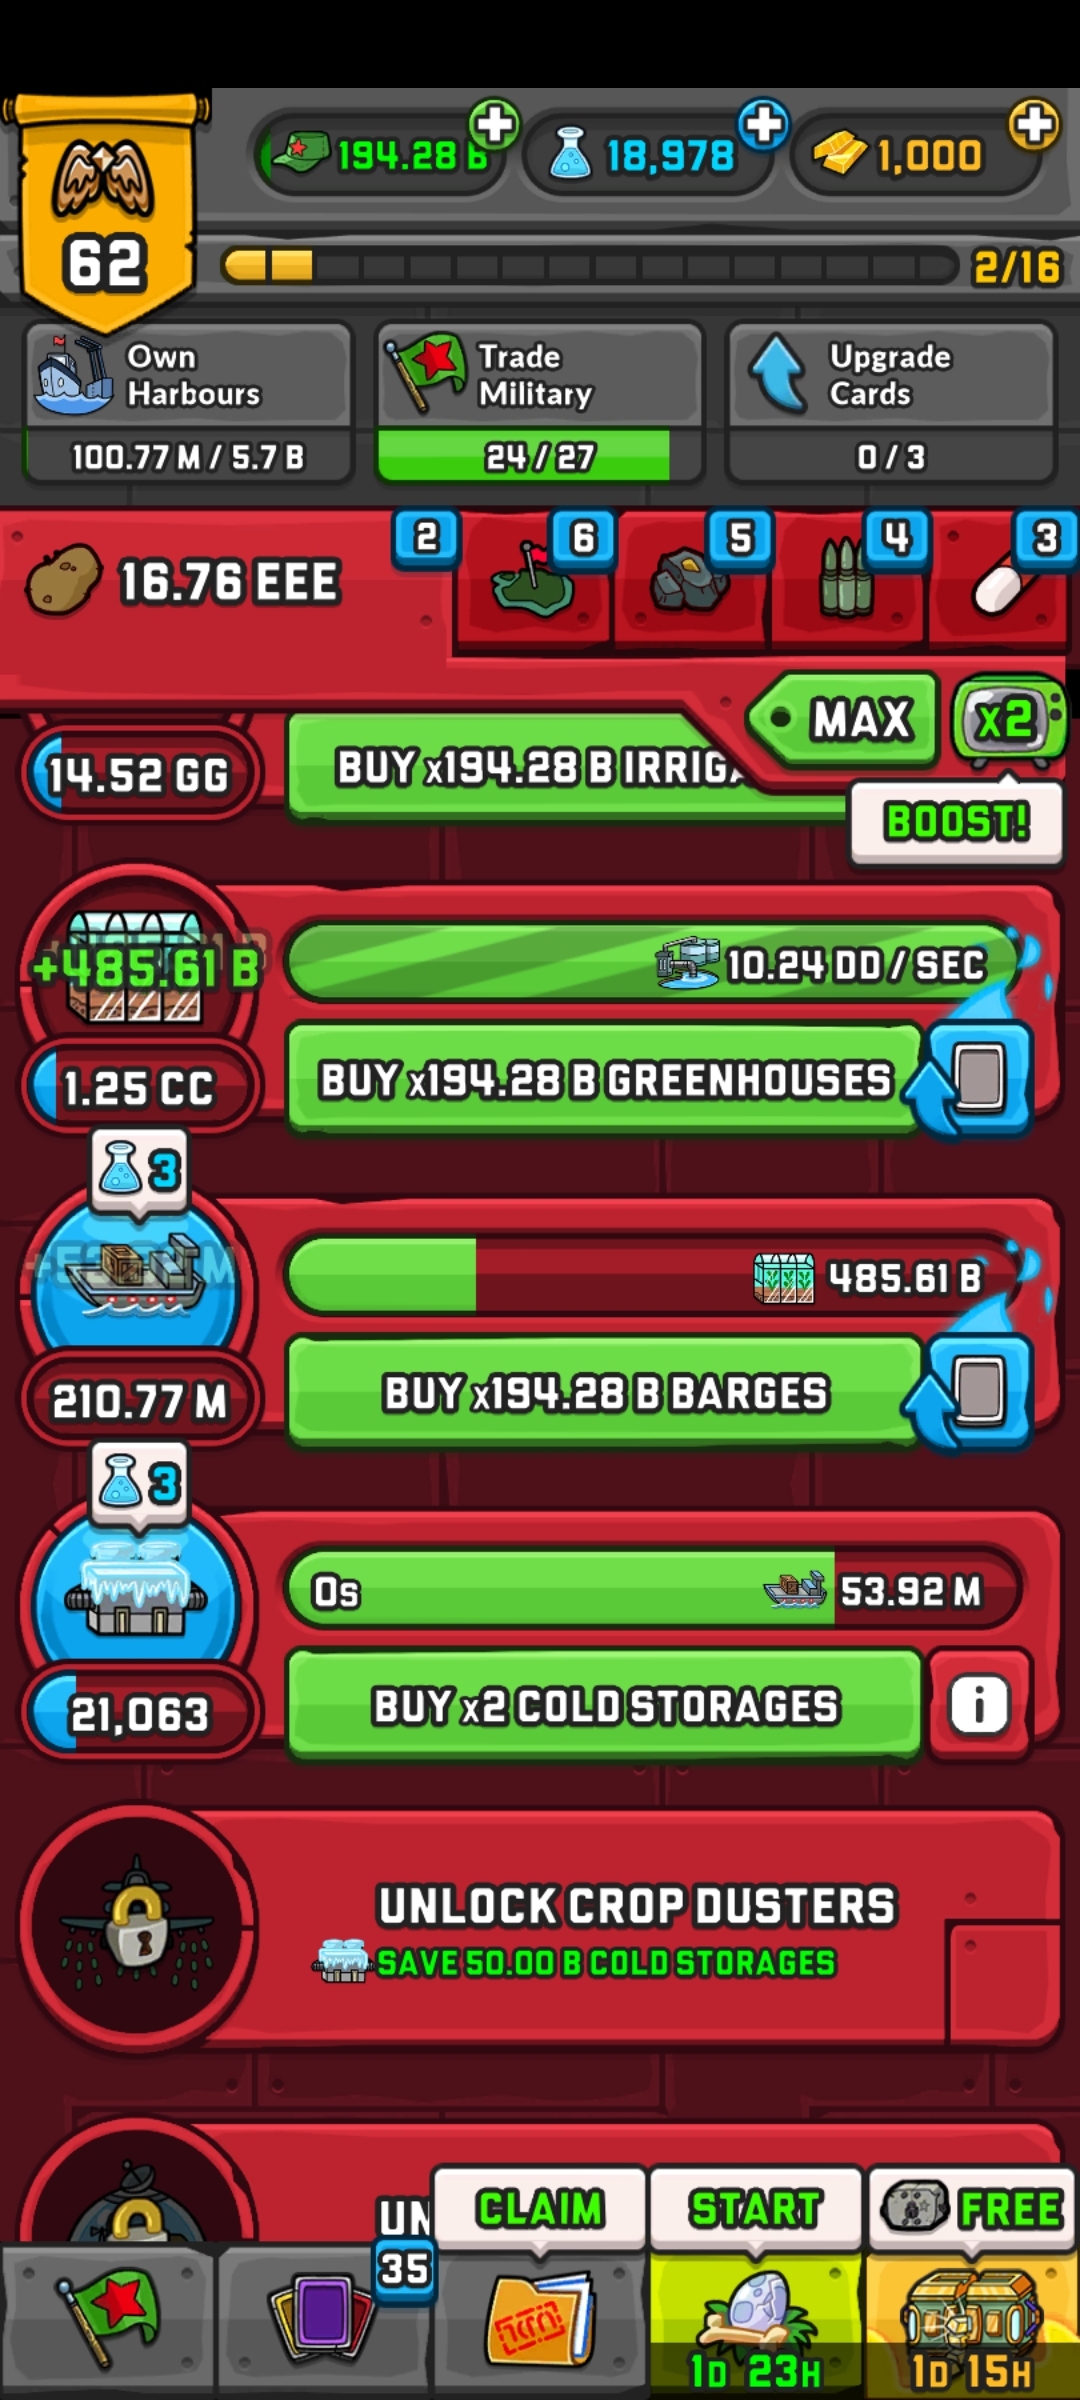 194.28 B
18,978
1,000
62
2/16
Own
Harbours
100.77 M / 5.7 B
Trade
Military
24 / 27
Upgrade
Cards
0 / 3
16.76 EEE
2
6
5
4
3
MAX
x2
BOOST!
14.52 GG
BUY x194.28 B
+485.61 B
10.24 DD / SEC
1.25 CC
BUY x194.28 B GREENHOUSES
3
485.61 B
210.77 M
BUY x194.28 B BARGES
3
0s
53.92 M
21,063
BUY x2 COLD STORAGES
i
UNLOCK CROP DUSTERS
SAVE 50.00 B COLD STORAGES
CLAIM
START
FREE
35
1D 23H
1D 15H